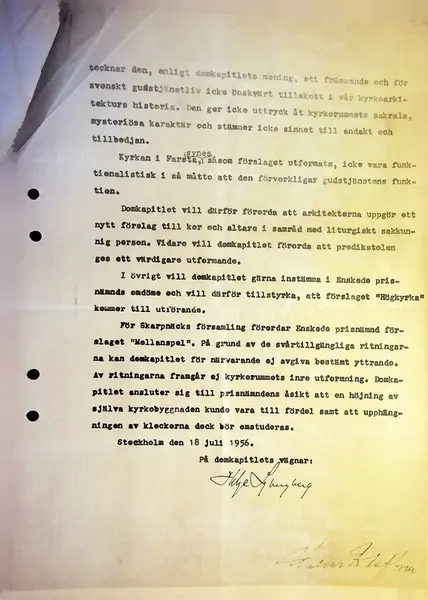 tecknar den, enligt domkapitlets mening, ett främmande och för
svenskt gudstjänstliv icke önskvärt tillskott i vår kyrkoarki-
tekturs historia. Den ger icke uttryck åt kyrkorummets sakrala,
mysteriösa karaktär och stämmer icke sinnet till andakt och
tillbedjan.
synes
Kyrkan i Farsta, såsom förslaget utformats, icke vara funk-
tionalistisk i så måtto att den förverkligar gudstjänstens funk-
tion.
Domkapitlet vill därför förorda att arkitekterna uppgör ett
nytt förslag till kor och altare i samråd med liturgiskt sakkun-
nig person. Vidare vill domkapitlet förorda att predikstolen
ges ett värdigare utformande.
I övrigt vill domkapitlet gärna instämma i Enskede pris-
nämnds omdöme och vill därför tillstyrka, att förslaget "Högkyrka"
kommer till utförande.
För Skarpnäcks församling förordar Enskede prisnämnd för-
slaget "Mellanspel". På grund av de svårtillgängliga ritningar-
na kan domkapitlet för närvarande ej avgiva bestämt yttrande.
Av ritningarna framgår ej kyrkorummets inre utformning. Domka-
pitlet ansluter sig till prisnämndens åsikt att en höjning av
själva kyrkobyggnaden kunde vara till fördel samt att upphäng-
ningen av klockorna dock bör omstuderas.
Stockholm den 18 juli 1956.
På domkapitlets vägnar:
Helge Ljungberg